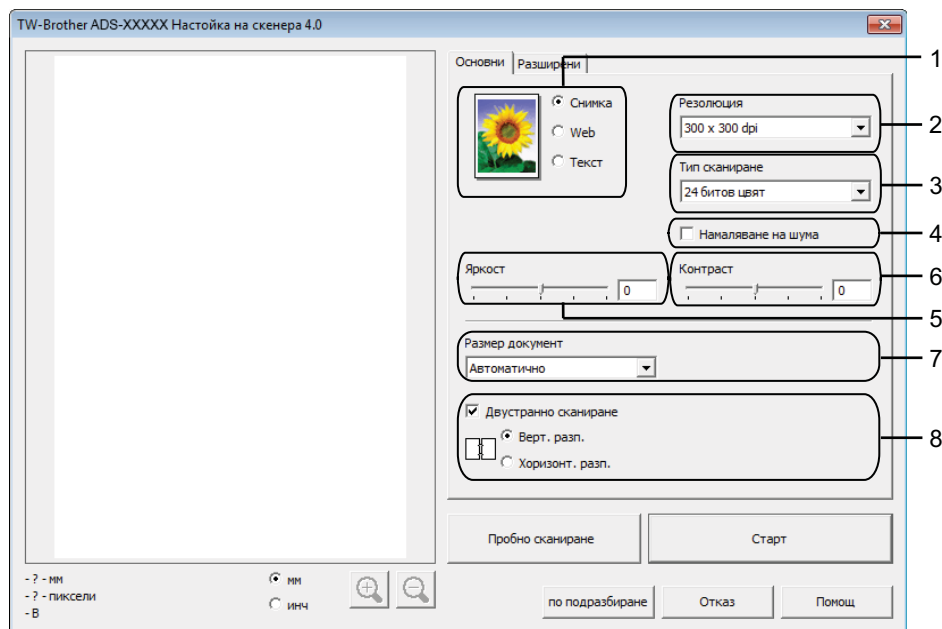 TW-Brother ADS-XXXXX Настойка на скенера 4.0
Основни
Разширени
1
Снимка
Web
Текст
Резолюция
300 x 300 dpi
2
Тип сканиране
24 битов цвят
3
Намаляване на шума
4
Яркост
0
Контраст
0
6
5
Размер документ
Автоматично
7
Двустранно сканиране
Верт. разп.
Хоризонт. разп.
8
Пробно сканиране
Старт
- ? - мм
- ? - пиксели
- В
мм
инч
по подразбиране
Отказ
Помощ